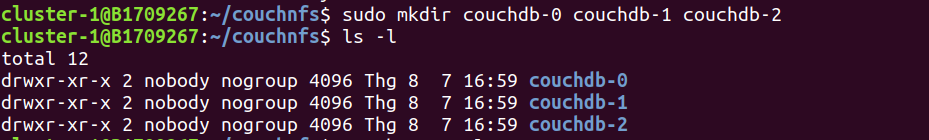 cluster-1@B1709267:~/couchnfs$ sudo mkdir couchdb-0 couchdb-1 couchdb-2
cluster-1@B1709267:~/couchnfs$ ls -l
total 12
drwxr-xr-x 2 nobody nogroup 4096 Thg 8  7 16:59 couchdb-0
drwxr-xr-x 2 nobody nogroup 4096 Thg 8  7 16:59 couchdb-1
drwxr-xr-x 2 nobody nogroup 4096 Thg 8  7 16:59 couchdb-2